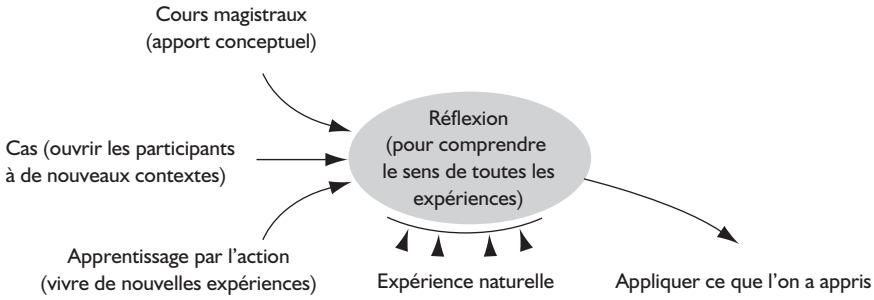 Cours magistraux
(apport conceptuel)
Cas (ouvrir les participants
à de nouveaux contextes)
Réflexion
(pour comprendre
le sens de toutes les
expériences)
Apprentissage par l’action
(vivre de nouvelles expériences)
Expérience naturelle
Appliquer ce que l’on a appris